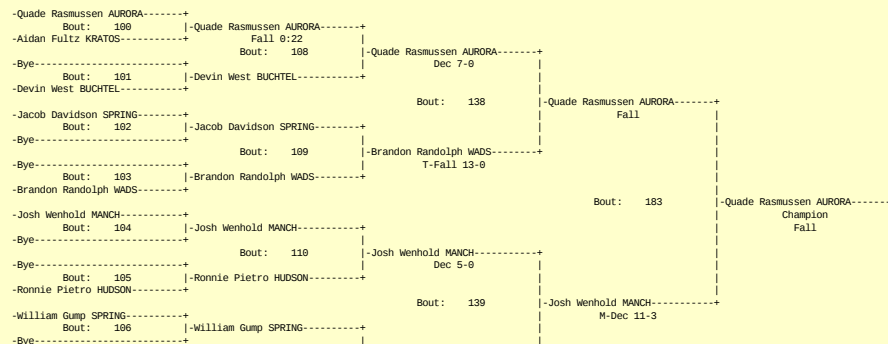 -Quade Rasmussen AURORA-------+
Bout: 100 |-Quade Rasmussen AURORA-------+
-Aidan Fultz KRATOS-----------+ Fall 0:22 |
Bout: 108 |-Quade Rasmussen AURORA-------+
-Bye--------------------------+ | Dec 7-0 |
Bout: 101 |-Devin West BUCHTEL-----------+ |
-Devin West BUCHTEL-----------+ |
Bout: 138 |-Quade Rasmussen AURORA-------+
-Jacob Davidson SPRING--------+ | Fall |
Bout: 102 |-Jacob Davidson SPRING--------+ | |
-Bye--------------------------+ | | |
Bout: 109 |-Brandon Randolph WADS--------+ |
-Bye--------------------------+ | T-Fall 13-0 |
Bout: 103 |-Brandon Randolph WADS--------+ |
-Brandon Randolph WADS--------+ |
Bout: 183 |-Quade Rasmussen AURORA-------
-Josh Wenhold MANCH-----------+ | Champion
Bout: 104 |-Josh Wenhold MANCH-----------+ | Fall
-Bye--------------------------+ | |
Bout: 110 |-Josh Wenhold MANCH-----------+ |
-Bye--------------------------+ | Dec 5-0 | |
Bout: 105 |-Ronnie Pietro HUDSON---------+ | |
-Ronnie Pietro HUDSON---------+ | |
Bout: 139 |-Josh Wenhold MANCH-----------+
-William Gump SPRING----------+ | M-Dec 11-3
Bout: 106 |-William Gump SPRING----------+ |
-Bye--------------------------+ | |